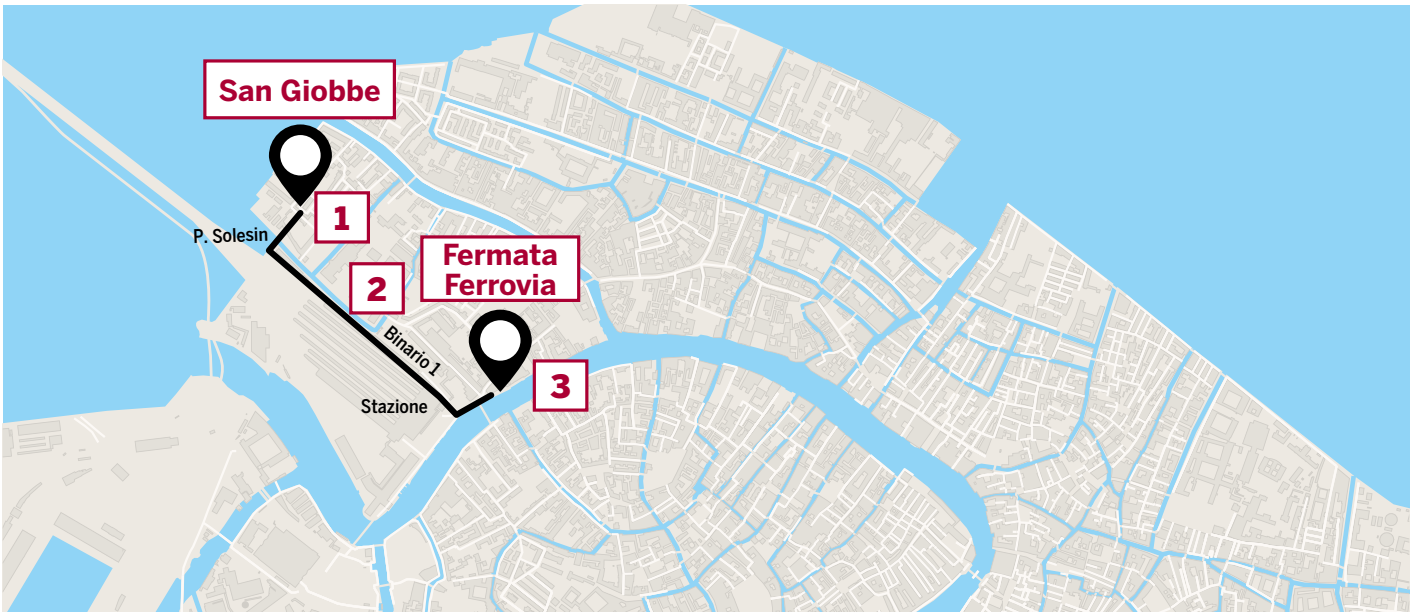 San Giobbe
1
P. Solesin
Fermata
Ferrovia
2
Binario 1
3
Stazione